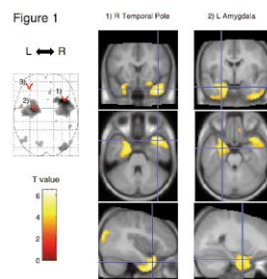 Figure 1
1) R Temporal Pole
2) L Amygdala
L R
3)
1)
2)
T value
6
4
2
0